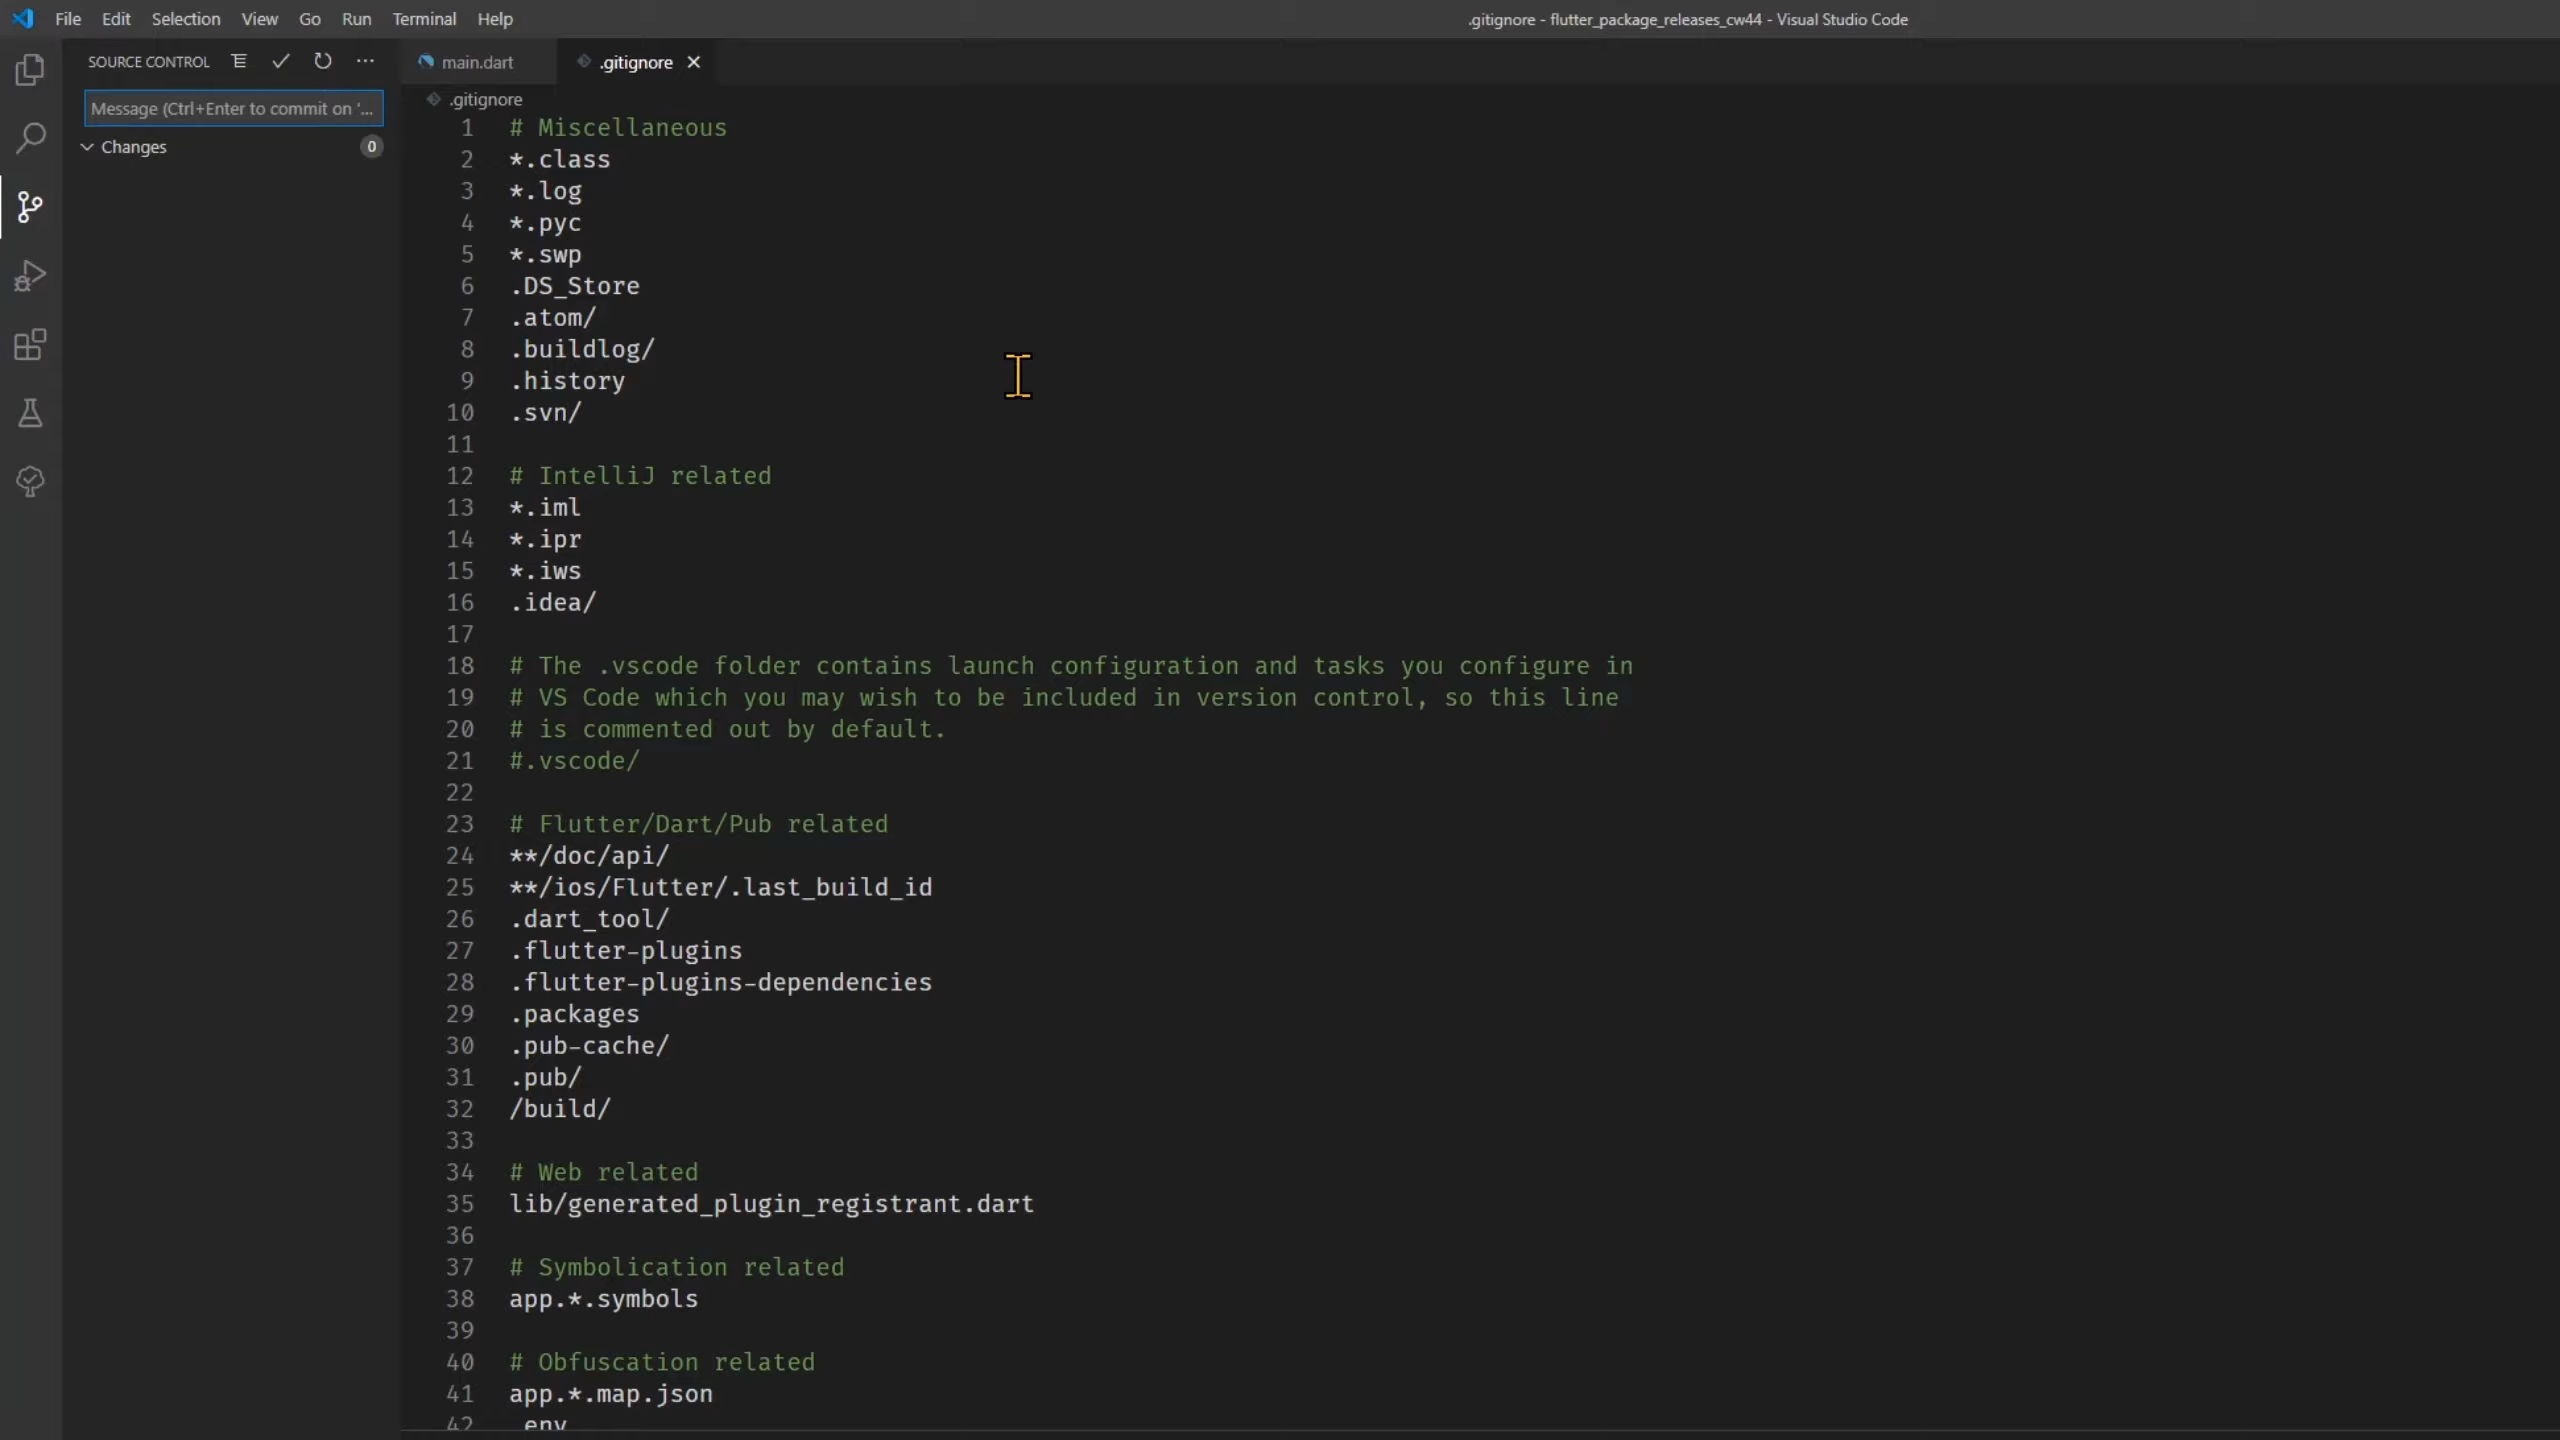 File Edit Selection View Go Run Terminal Help
.gitignore - flutter_package_releases_cw44 - Visual Studio Code
SOURCE CONTROL
main.dart
.gitignore
Message (Ctrl+Enter to commit on '...
Changes 0
.gitignore
1 # Miscellaneous
2 *.class
3 *.log
4 *.pyc
5 *.swp
6 .DS_Store
7 .atom/
8 .buildlog/
9 .history
10 .svn/
11
12 # IntelliJ related
13 *.iml
14 *.ipr
15 *.iws
16 .idea/
17
18 # The .vscode folder contains launch configuration and tasks you configure in
19 # VS Code which you may wish to be included in version control, so this line
20 # is commented out by default.
21 #.vscode/
22
23 # Flutter/Dart/Pub related
24 **/doc/api/
25 **/ios/Flutter/.last_build_id
26 .dart_tool/
27 .flutter-plugins
28 .flutter-plugins-dependencies
29 .packages
30 .pub-cache/
31 .pub/
32 /build/
33
34 # Web related
35 lib/generated_plugin_registrant.dart
36
37 # Symbolication related
38 app.*.symbols
39
40 # Obfuscation related
41 app.*.map.json
42 .env